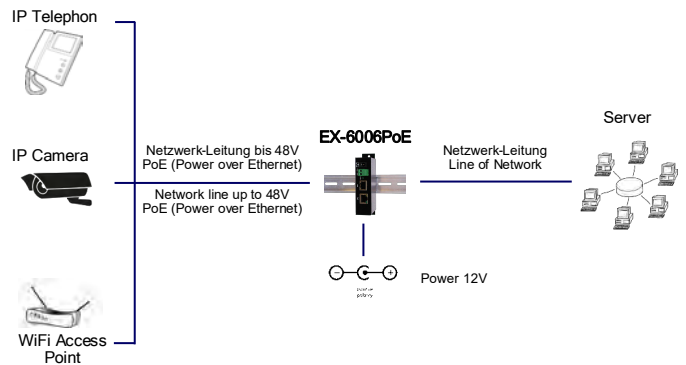 IP Telephon
IP Camera
WiFi Access
Point
Netzwerk-Leitung bis 48V
PoE (Power over Ethernet)
Network line up to 48V
PoE (Power over Ethernet)
EX-6006PoE
Netzwerk-Leitung
Line of Network
Server
Power 12V